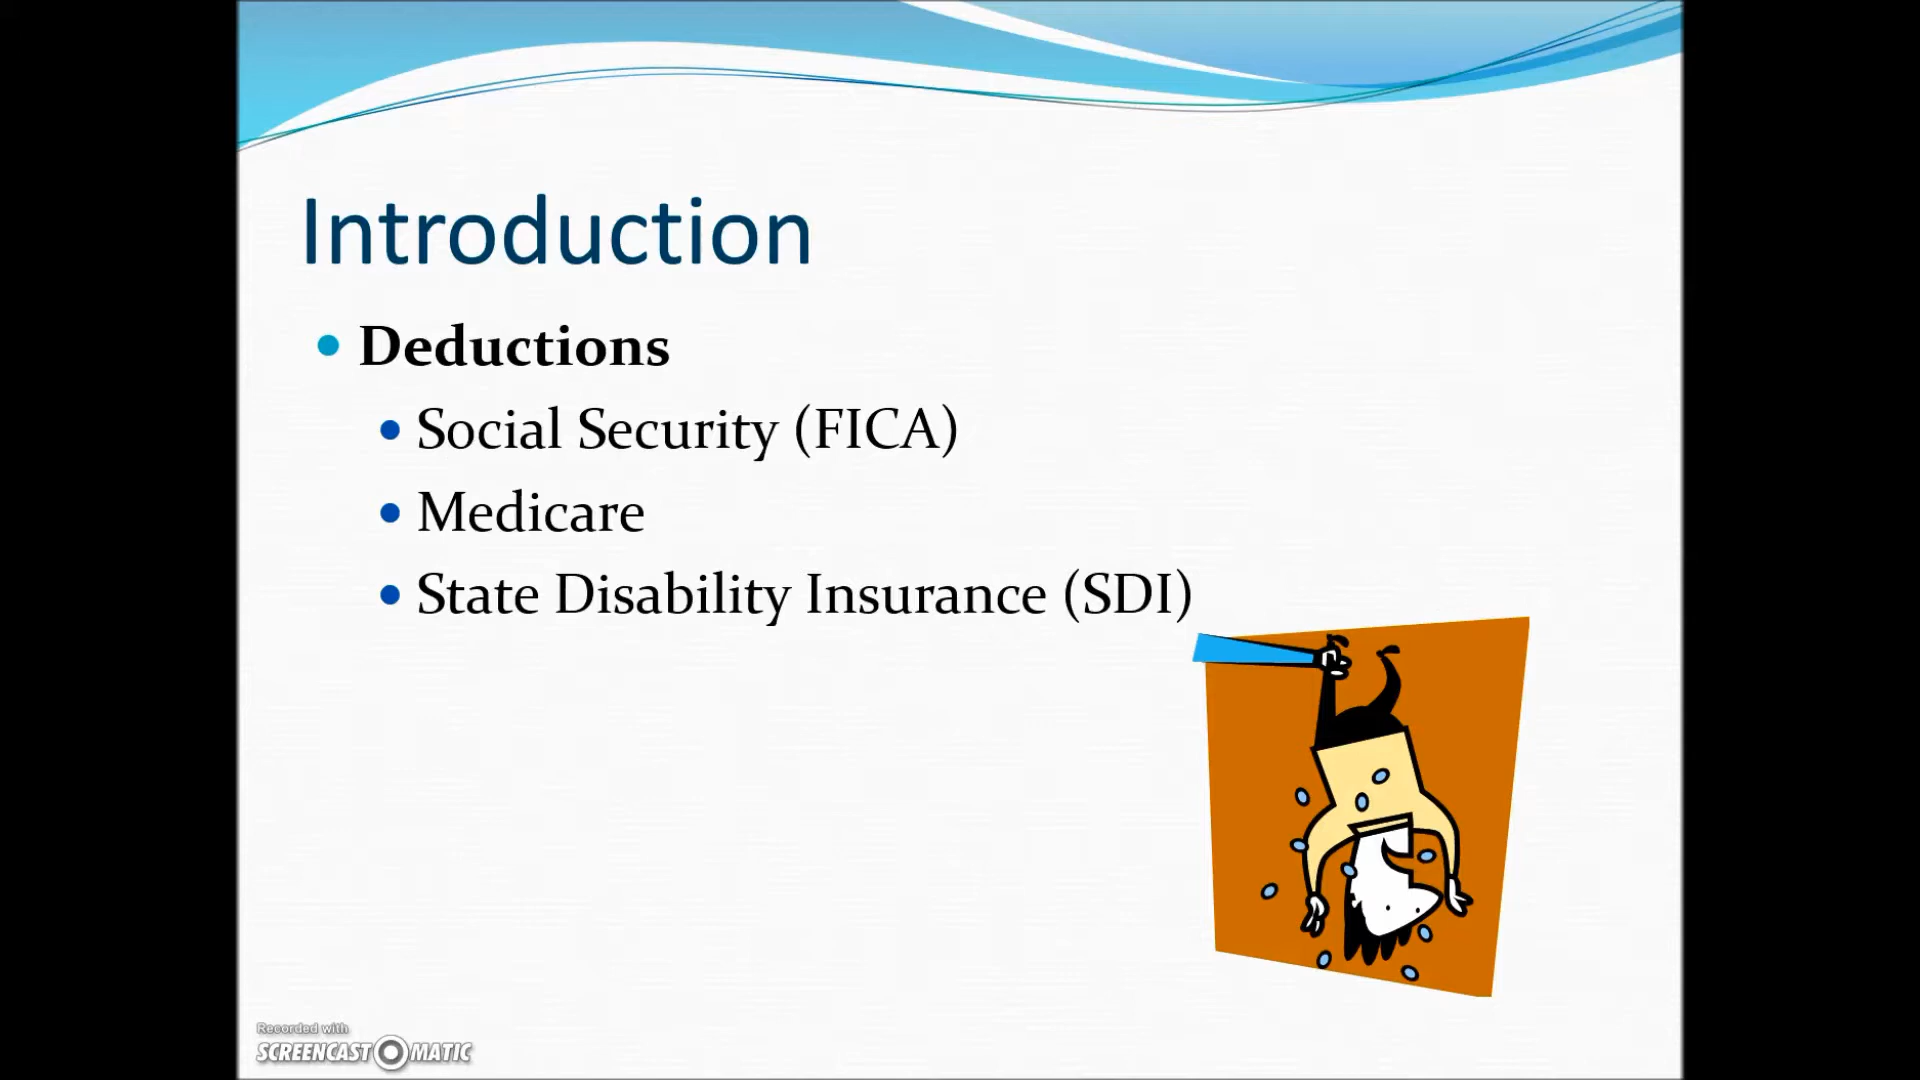 Introduction
Deductions
Social Security (FICA)
Medicare
State Disability Insurance (SDI)
Recorded with
SCREENCAST MATIC